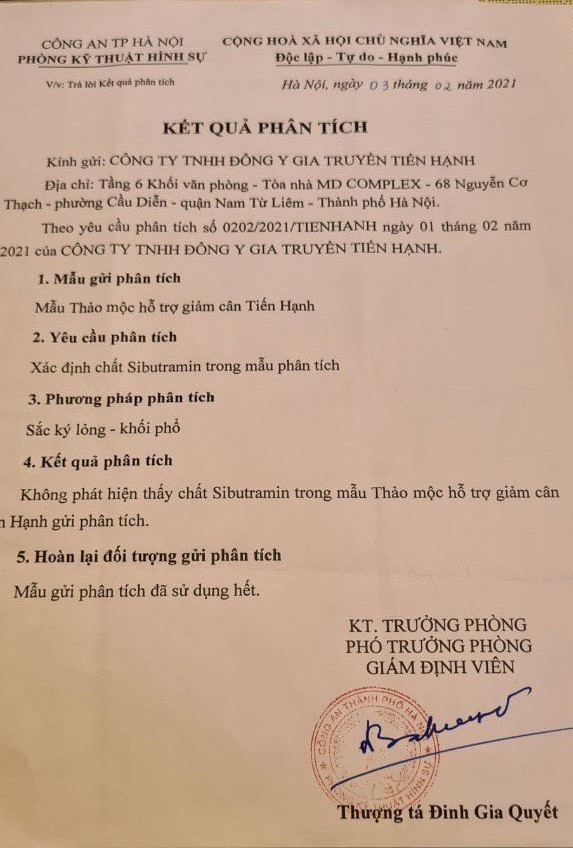 CÔNG AN TP HÀ NỘI
PHÒNG KỸ THUẬT HÌNH SỰ
V/v: Trả lời Kết quả phân tích
CỘNG HOÀ XÃ HỘI CHỦ NGHĨA VIỆT NAM
Độc lập - Tự do - Hạnh phúc
Hà Nội, ngày 03 tháng 02 năm 2021
KẾT QUẢ PHÂN TÍCH
Kính gửi: CÔNG TY TNHH ĐÔNG Y GIA TRUYỀN TIẾN HẠNH
Địa chỉ: Tầng 6 Khối văn phòng - Tòa nhà MD COMPLEX - 68 Nguyễn Cơ
Thạch - phường Cầu Diễn - quận Nam Từ Liêm - Thành phố Hà Nội.
Theo yêu cầu phân tích số 0202/2021/TIENHANH ngày 01 tháng 02 năm
2021 của CÔNG TY TNHH ĐÔNG Y GIA TRUYỀN TIẾN HẠNH.
1. Mẫu gửi phân tích
Mẫu Thảo mộc hỗ trợ giảm cân Tiến Hạnh
2. Yêu cầu phân tích
Xác định chất Sibutramin trong mẫu phân tích
3. Phương pháp phân tích
Sắc ký lỏng - khối phổ
4. Kết quả phân tích
Không phát hiện thấy chất Sibutramin trong mẫu Thảo mộc hỗ trợ giảm cân
n Hạnh gửi phân tích.
5. Hoàn lại đối tượng gửi phân tích
Mẫu gửi phân tích đã sử dụng hết.
KT. TRƯỞNG PHÒNG
PHÓ TRƯỞNG PHÒNG
GIÁM ĐỊNH VIÊN
CÔNG AN THÀNH PHỐ HÀ NỘI
PHÒNG KỸ THUẬT HÌNH SỰ
Thượng tá Đinh Gia Quyết